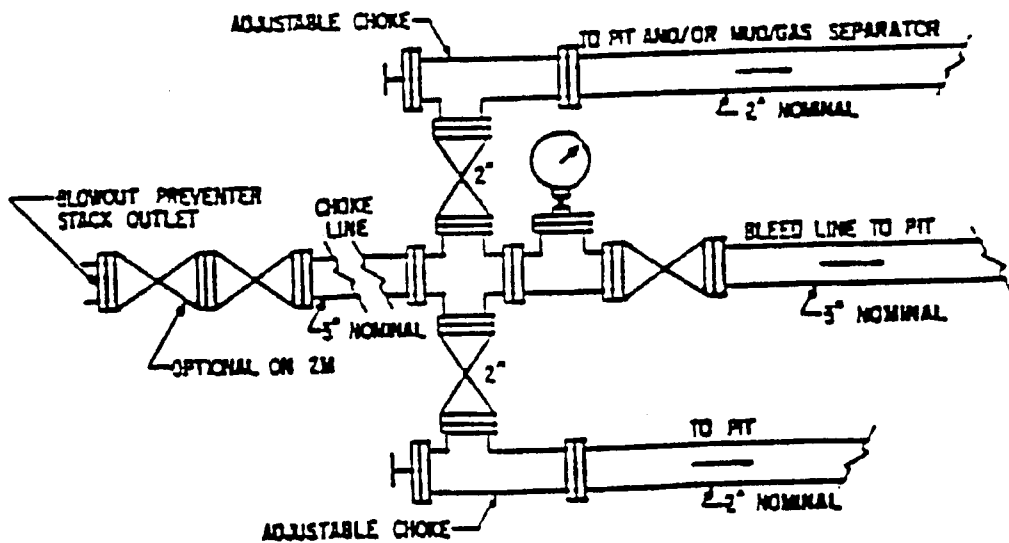 ADJUSTABLE CHOKE
TO PIT AND/OR MUD/GAS SEPARATOR
2" NOMINAL
2"
BLOWOUT PREVENTER
STACK OUTLET
CHOKE
LINE
BLEED LINE TO PIT
3" NOMINAL
3" NOMINAL
OPTIONAL ON 2M
2"
TO PIT
2" NOMINAL
ADJUSTABLE CHOKE